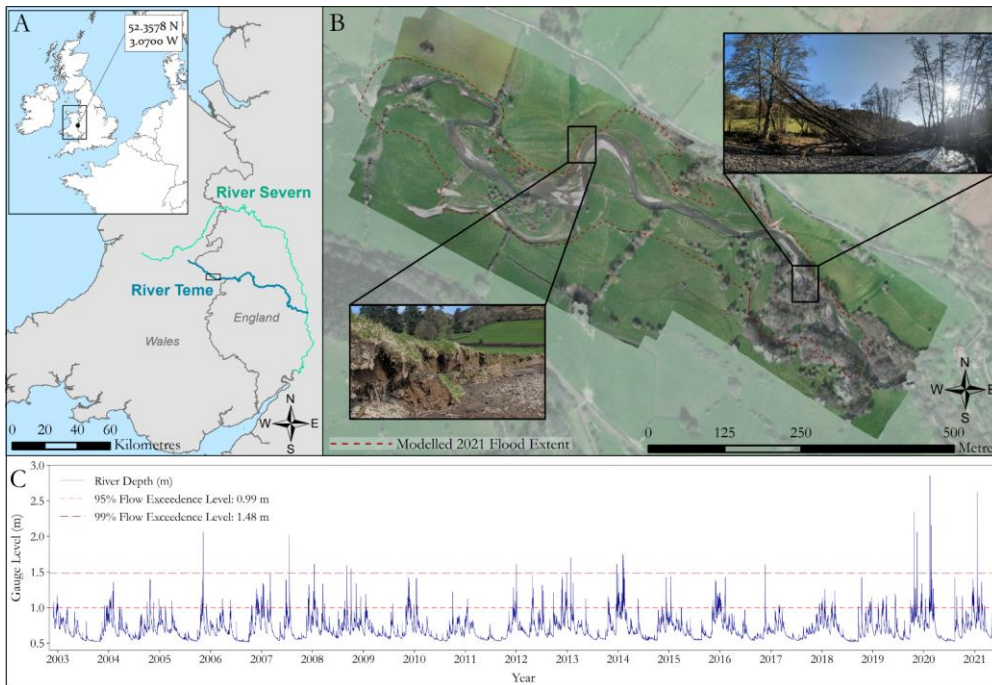 A
52.3578 N
3.0700 W
River Severn
River Teme
England
Wales
N
W E
S
0 20 40 60
Kilometres
B
Modelled 2021 Flood Extent
N
W E
S
0 125 250 500
Metre
C
River Depth (m)
95% Flow Exceedence Level: 0.99 m
99% Flow Exceedence Level: 1.48 m
Gauge Level (m)
3.0
2.5
2.0
1.5
1.0
0.5
2003 2004 2005 2006 2007 2008 2009 2010 2011 2012 2013 2014 2015 2016 2017 2018 2019 2020 2021
Year